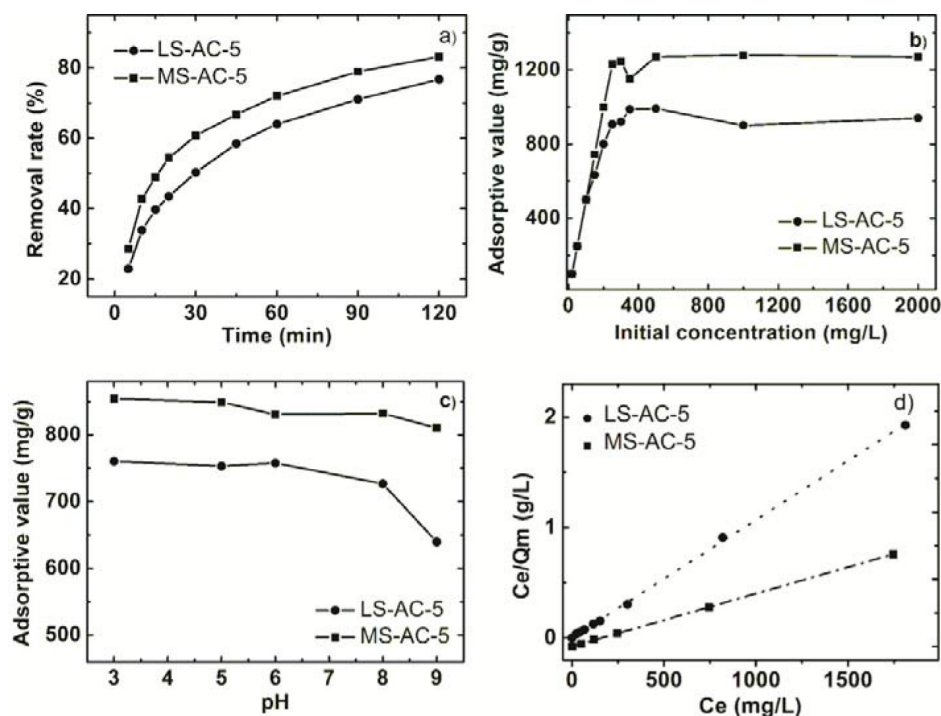 a)
LS-AC-5
MS-AC-5
Removal rate (%)
80
60
40
20
0 15 30 45 60 75 90 105 120
Time (min)
b)
Adsorptive value (mg/g)
1200
800
400
LS-AC-5
MS-AC-5
0 400 800 1200 1600 2000
Initial concentration (mg/L)
c)
Adsorptive value (mg/g)
800
700
600
500
LS-AC-5
MS-AC-5
3 4 5 6 7 8 9
pH
d)
LS-AC-5
MS-AC-5
Ce/Qm (g/L)
2
1
0
0 500 1000 1500
Ce (mg/L)